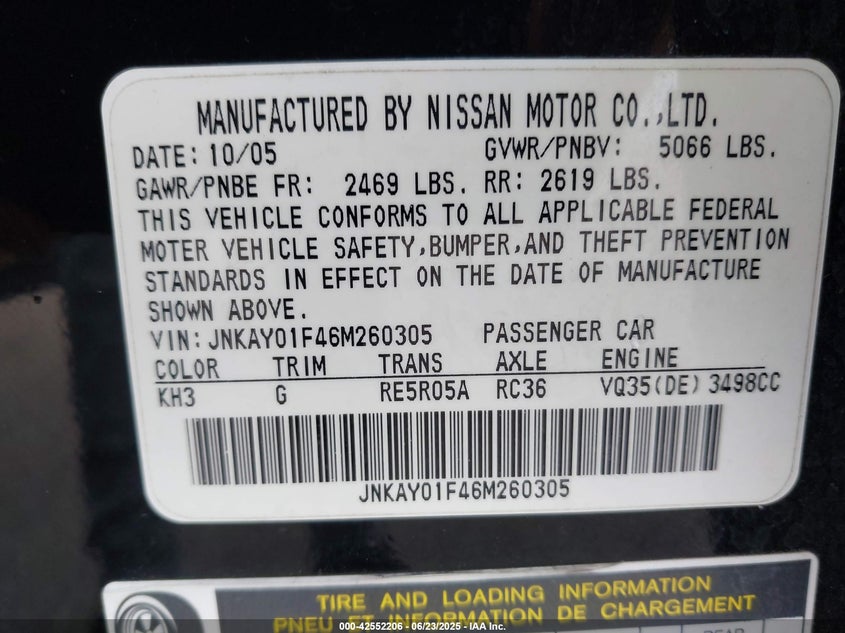 MANUFACTURED BY NISSAN MOTOR CO.,LTD.
DATE: 10/05 GVWR/PNBV: 5066 LBS.
GAWR/PNBE FR: 2469 LBS. RR: 2619 LBS.
THIS VEHICLE CONFORMS TO ALL APPLICABLE FEDERAL
MOTER VEHICLE SAFETY,BUMPER,AND THEFT PREVENTION
STANDARDS IN EFFECT ON THE DATE OF MANUFACTURE
SHOWN ABOVE.
VIN:JNKAY01F46M260305 PASSENGER CAR
COLOR TRIM TRANS AXLE ENGINE
KH3 G RE5R05A RC36 VQ35(DE) 3498CC
JNKAY01F46M260305
TIRE AND LOADING INFORMATION
PNEU ET INFORMATION DE CHARGEMENT
000-42552206 - 06/23/2025 - IAA Inc.